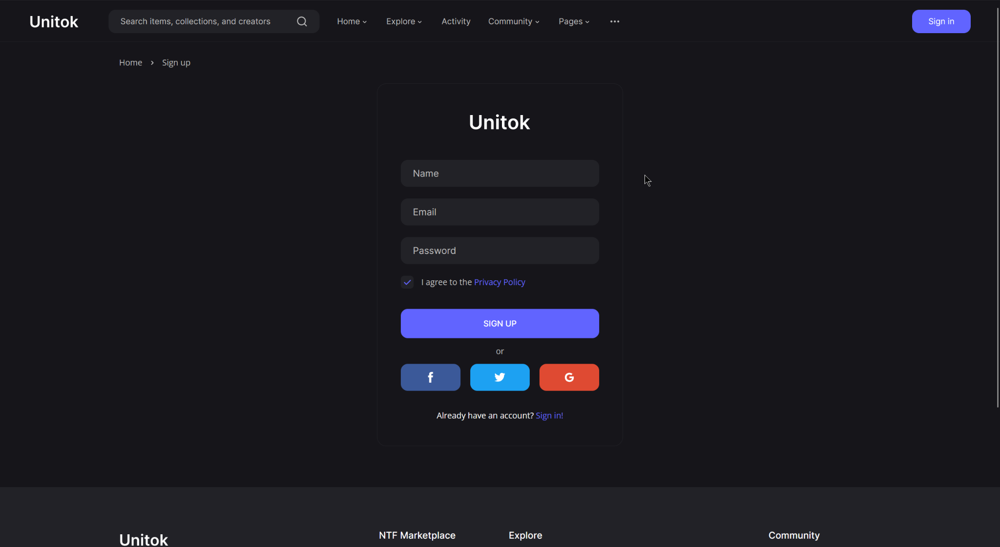 Unitok
Search items, collections, and creators
Home
Explore
Activity
Community
Pages
Sign in
Home
Sign up
Unitok
Name
Email
Password
I agree to the Privacy Policy
SIGN UP
or
Already have an account? Sign in!
Unitok
NTF Marketplace
Explore
Community